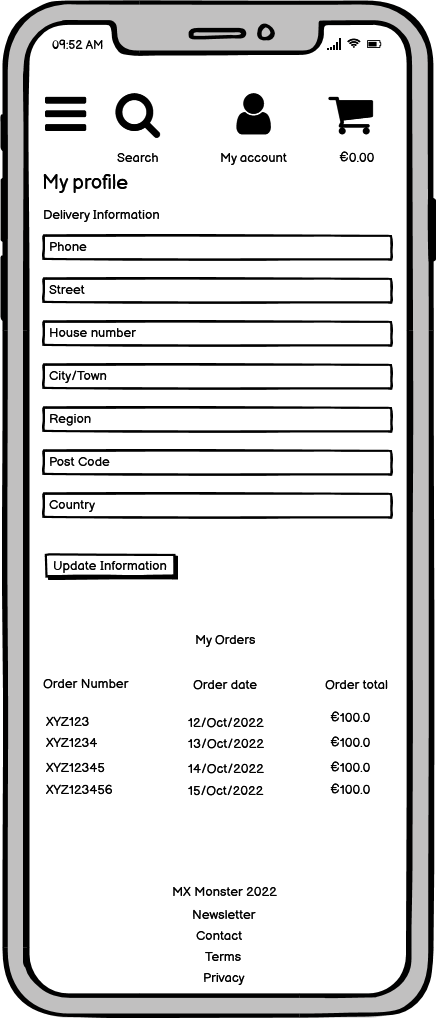 09:52 AM
Search My account €0.00
My profile
Delivery Information
Phone
Street
House number
City/Town
Region
Post Code
Country
Update Information
My Orders
Order Number Order date Order total
XYZ123 12/Oct/2022 €100.0
XYZ1234 13/Oct/2022 €100.0
XYZ12345 14/Oct/2022 €100.0
XYZ123456 15/Oct/2022 €100.0
MX Monster 2022
Newsletter
Contact
Terms
Privacy